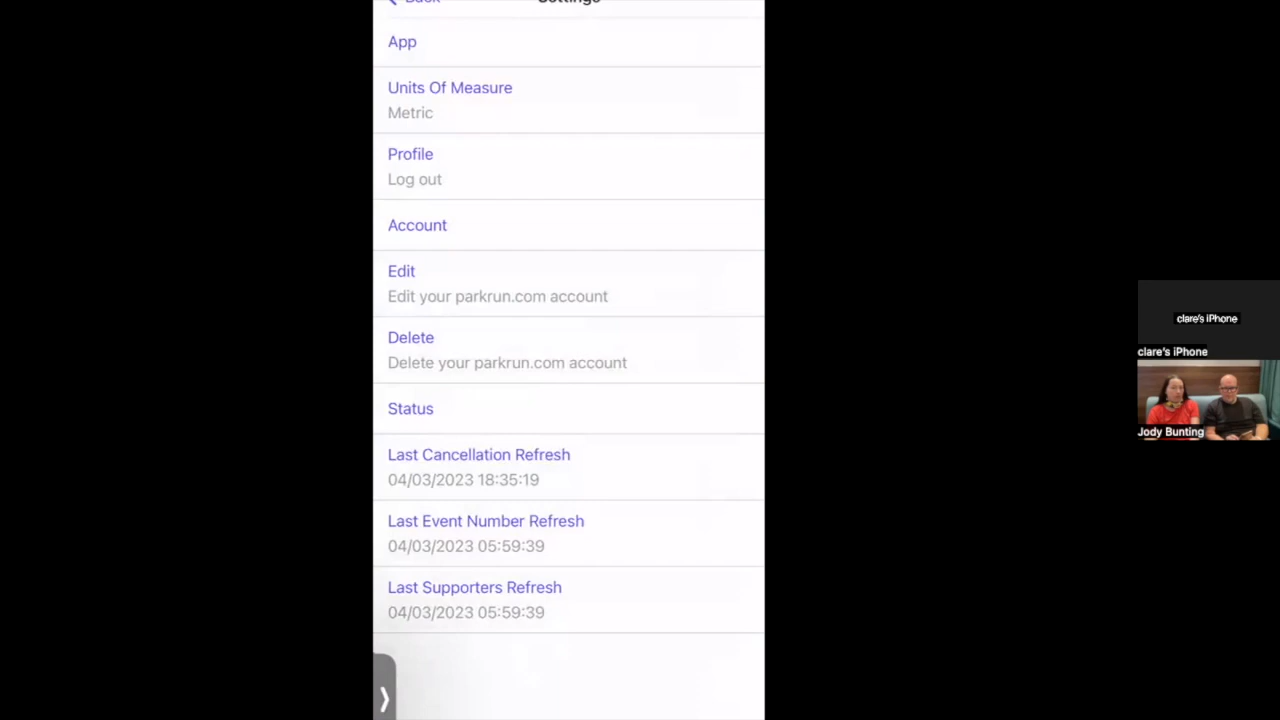 Back Settings
App
Units Of Measure
Metric
Profile
Log out
Account
Edit
Edit your parkrun.com account
Delete
Delete your parkrun.com account
Status
Last Cancellation Refresh
04/03/2023 18:35:19
Last Event Number Refresh
04/03/2023 05:59:39
Last Supporters Refresh
04/03/2023 05:59:39
clare's iPhone
clare's iPhone
Jody Bunting